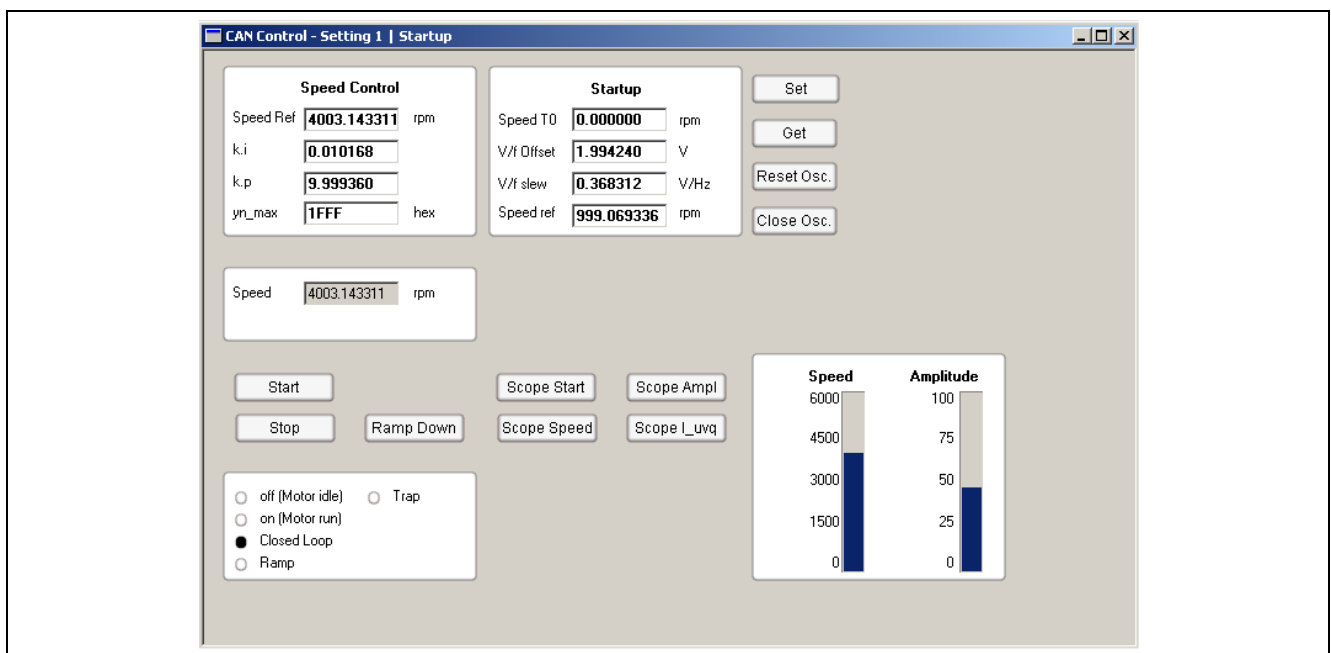 CAN Control - Setting 1 | Startup
Speed Control
Speed Ref 4003.143311 rpm
k.i 0.010168
k.p 9.999360
yn_max 1FFF hex
Startup
Speed T0 0.000000 rpm
V/f Offset 1.994240 V
V/f slew 0.368312 V/Hz
Speed ref 999.069336 rpm
Set
Get
Reset Osc.
Close Osc.
Speed 4003.143311 rpm
Start
Stop Ramp Down
Scope Start Scope Ampl
Scope Speed Scope I_uvq
off (Motor idle) Trap
on (Motor run)
Closed Loop
Ramp
Speed Amplitude
6000 100
4500 75
3000 50
1500 25
0 0